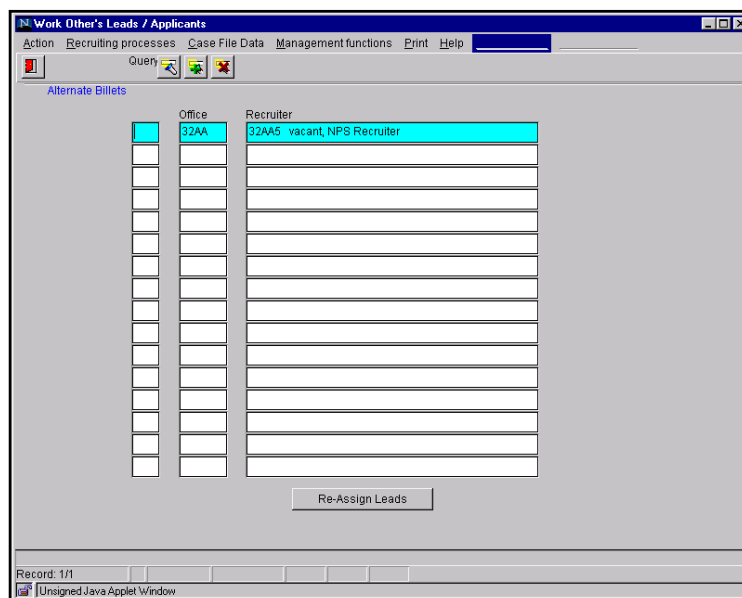 Work Other's Leads / Applicants
Action Recruiting processes Case File Data Management functions Print Help
Query
Alternate Billets
Office Recruiter
32AA 32AA5 vacant, NPS Recruiter
Re-Assign Leads
Record: 1/1
Unsigned Java Applet Window